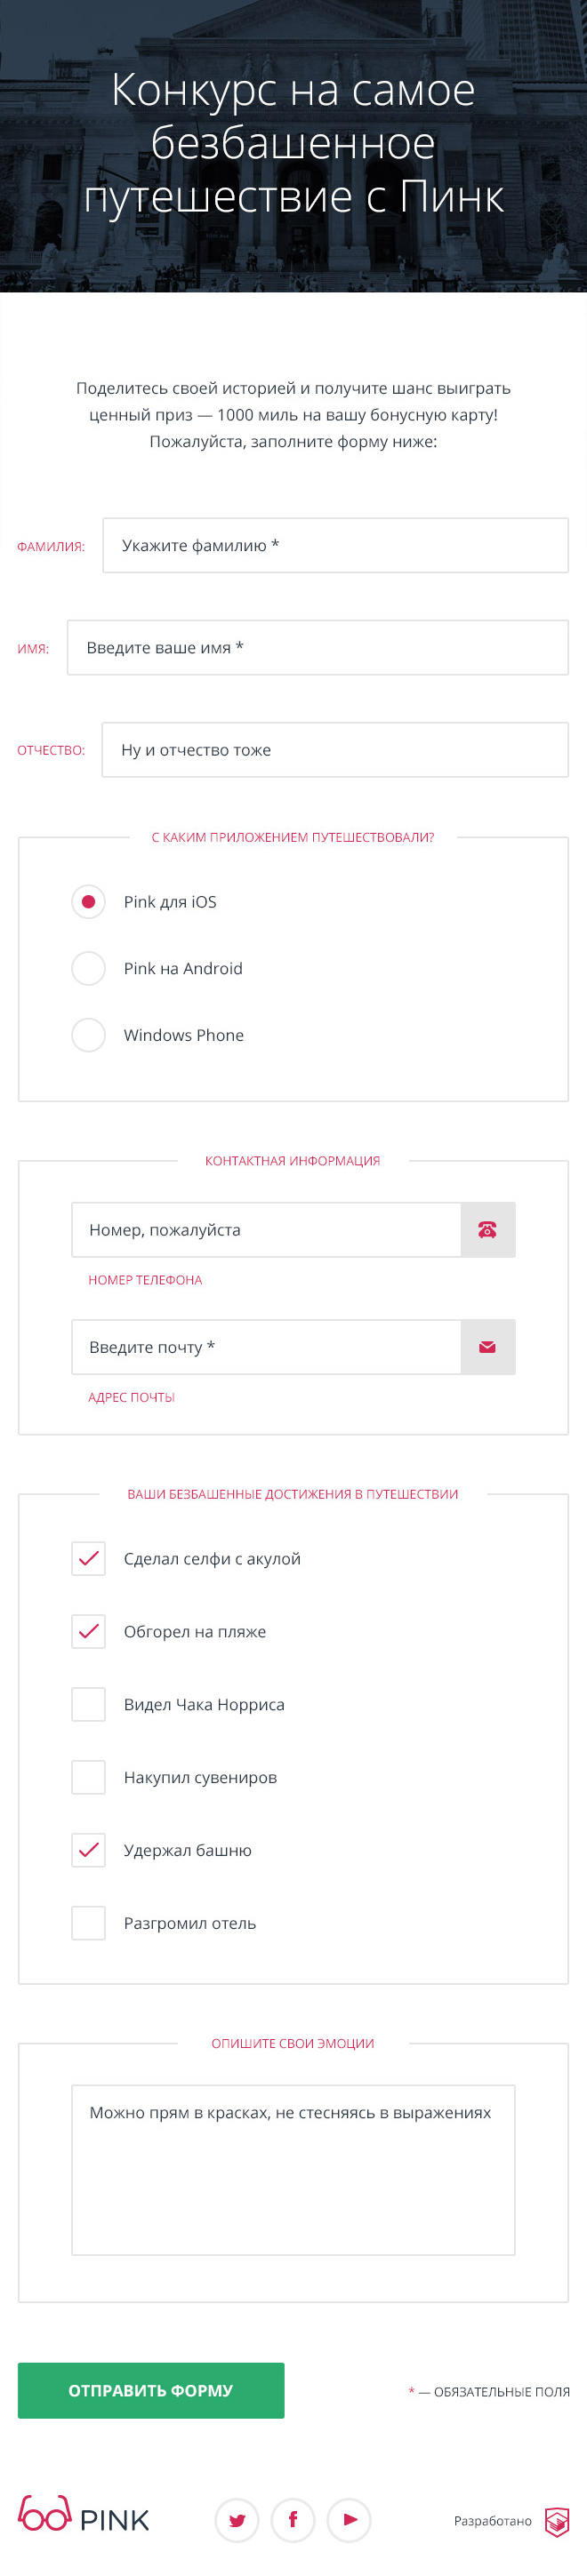 Конкурс на самое
безбашенное
путешествие с Пинк
Поделитесь своей историей и получите шанс выиграть
ценный приз — 1000 миль на вашу бонусную карту!
Пожалуйста, заполните форму ниже:
ФАМИЛИЯ: Укажите фамилию *
ИМЯ: Введите ваше имя *
ОТЧЕСТВО: Ну и отчество тоже
С КАКИМ ПРИЛОЖЕНИЕМ ПУТЕШЕСТВОВАЛИ?
Pink для iOS
Pink на Android
Windows Phone
КОНТАКТНАЯ ИНФОРМАЦИЯ
Номер, пожалуйста
НОМЕР ТЕЛЕФОНА
Введите почту *
АДРЕС ПОЧТЫ
ВАШИ БЕЗБАШЕННЫЕ ДОСТИЖЕНИЯ В ПУТЕШЕСТВИИ
Сделал селфи с акулой
Обгорел на пляже
Видел Чака Норриса
Накупил сувениров
Удержал башню
Разгромил отель
ОПИШИТЕ СВОИ ЭМОЦИИ
Можно прям в красках, не стесняясь в выражениях
ОТПРАВИТЬ ФОРМУ * — ОБЯЗАТЕЛЬНЫЕ ПОЛЯ
PINK Разработано